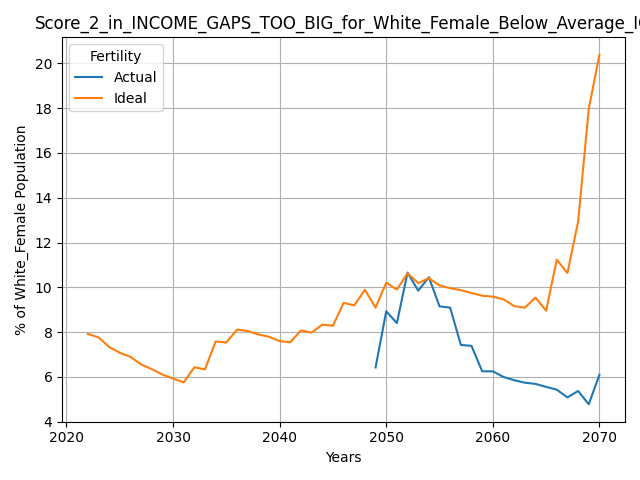 Score_2_in_INCOME_GAPS_TOO_BIG_for_White_Female_Below_Average_I
Fertility
Actual
Ideal
20
18
16
14
12
10
8
6
4
% of White_Female Population
2020 2030 2040 2050 2060 2070
Years